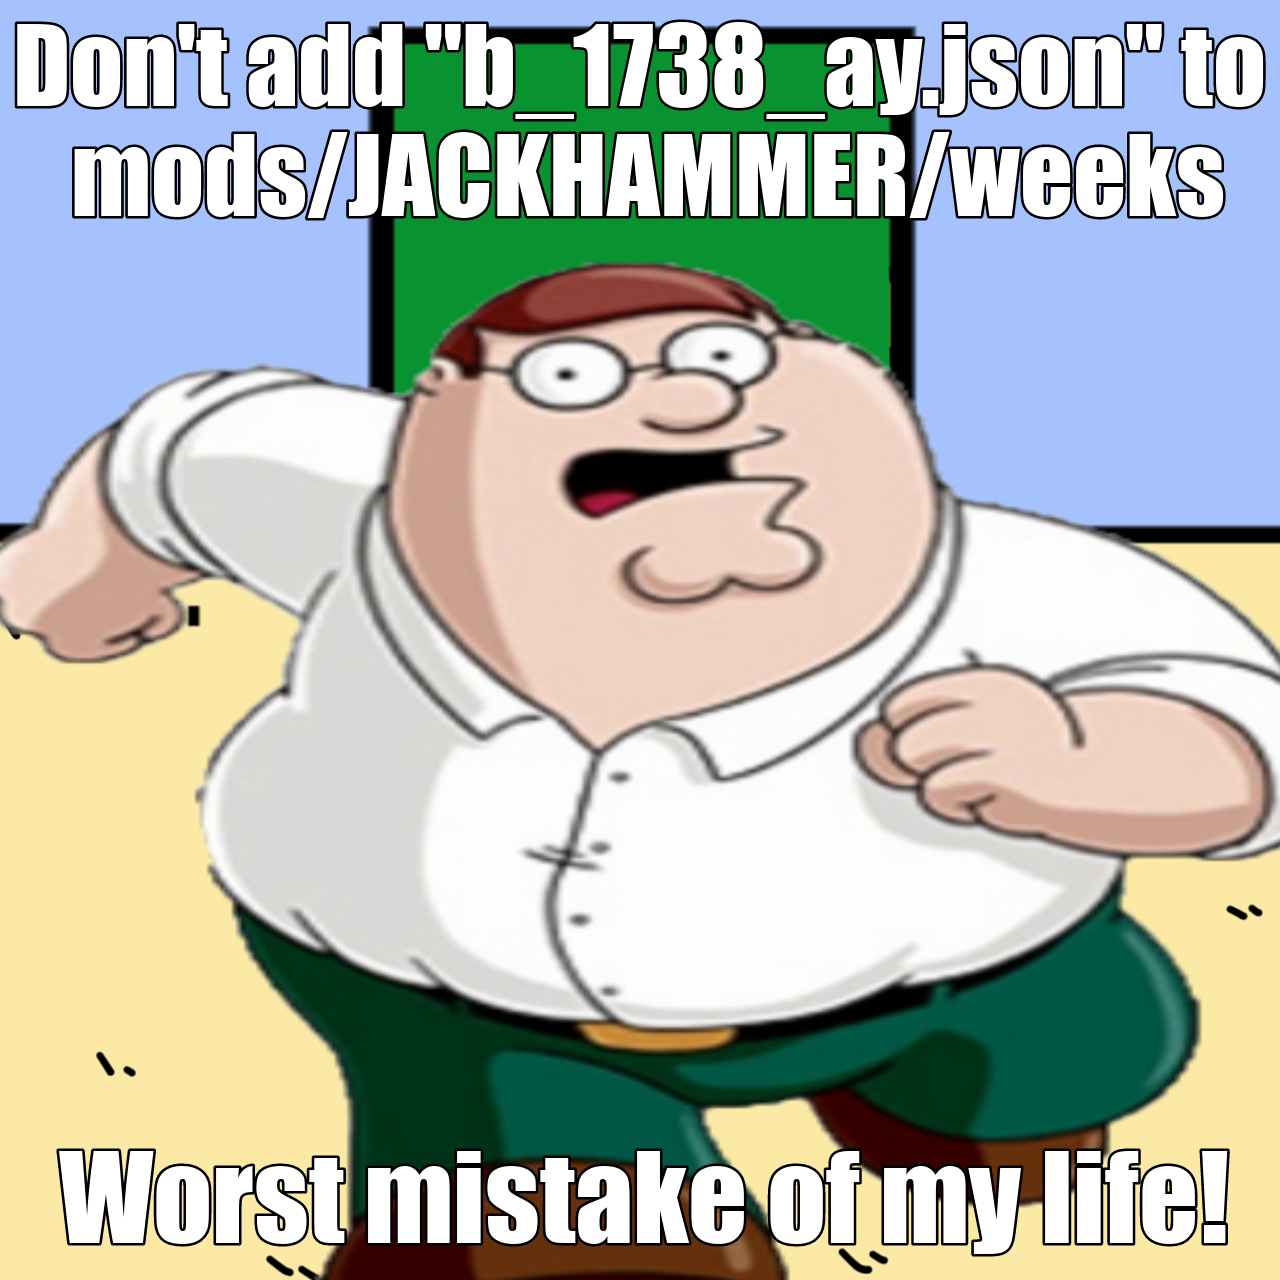 Don't add "b_1738_ay.json" to
mods/JACKHAMMER/weeks
Worst mistake of my life!